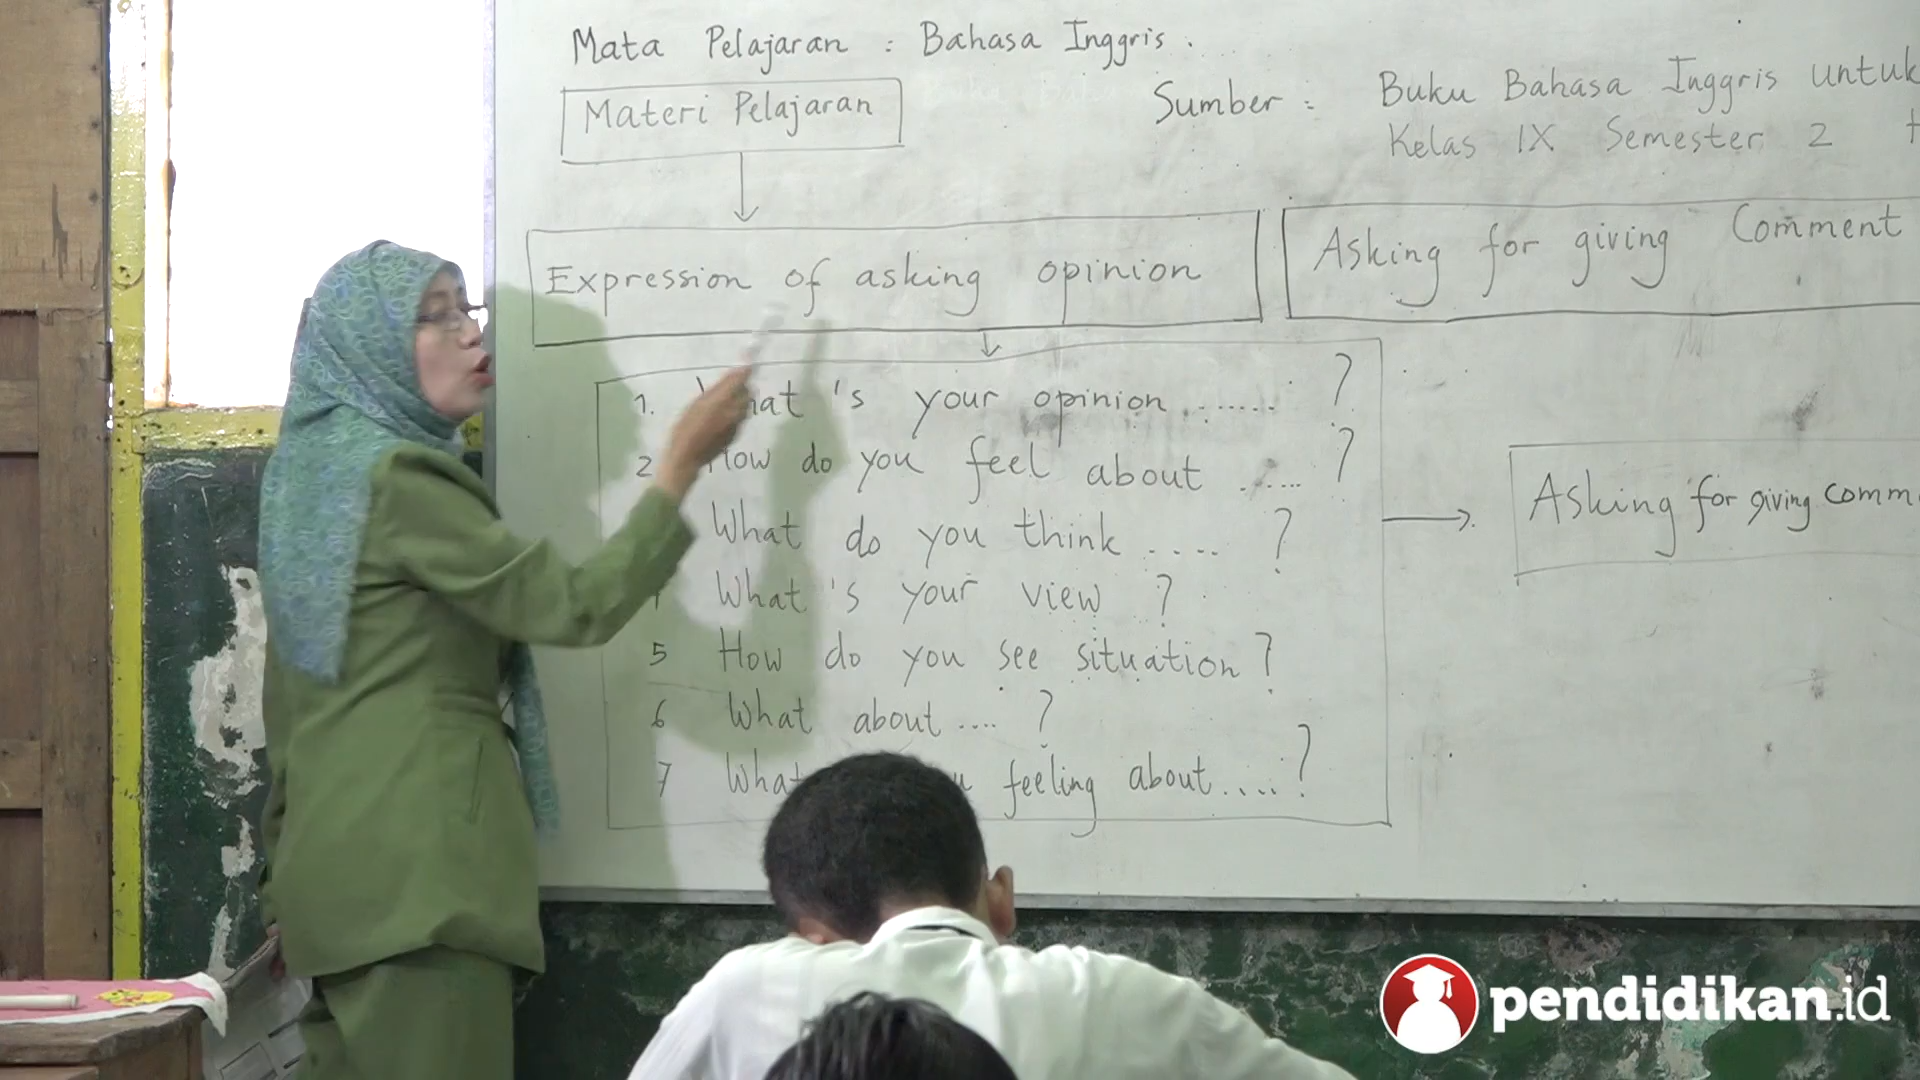 Mata Pelajaran : Bahasa Inggris .
Materi Pelajaran
Sumber : Buku Bahasa Inggris untuk
Kelas IX Semester 2
Expression of asking opinion
Asking for giving Comment
1. What 's your opinion ....... ?
2 How do you feel about ...... ?
What do you think .... ?
What 's your view ?
5 How do you see situation ?
6 What about .... ?
7 What feeling about .... ?
Asking for giving comm
pendidikan.id